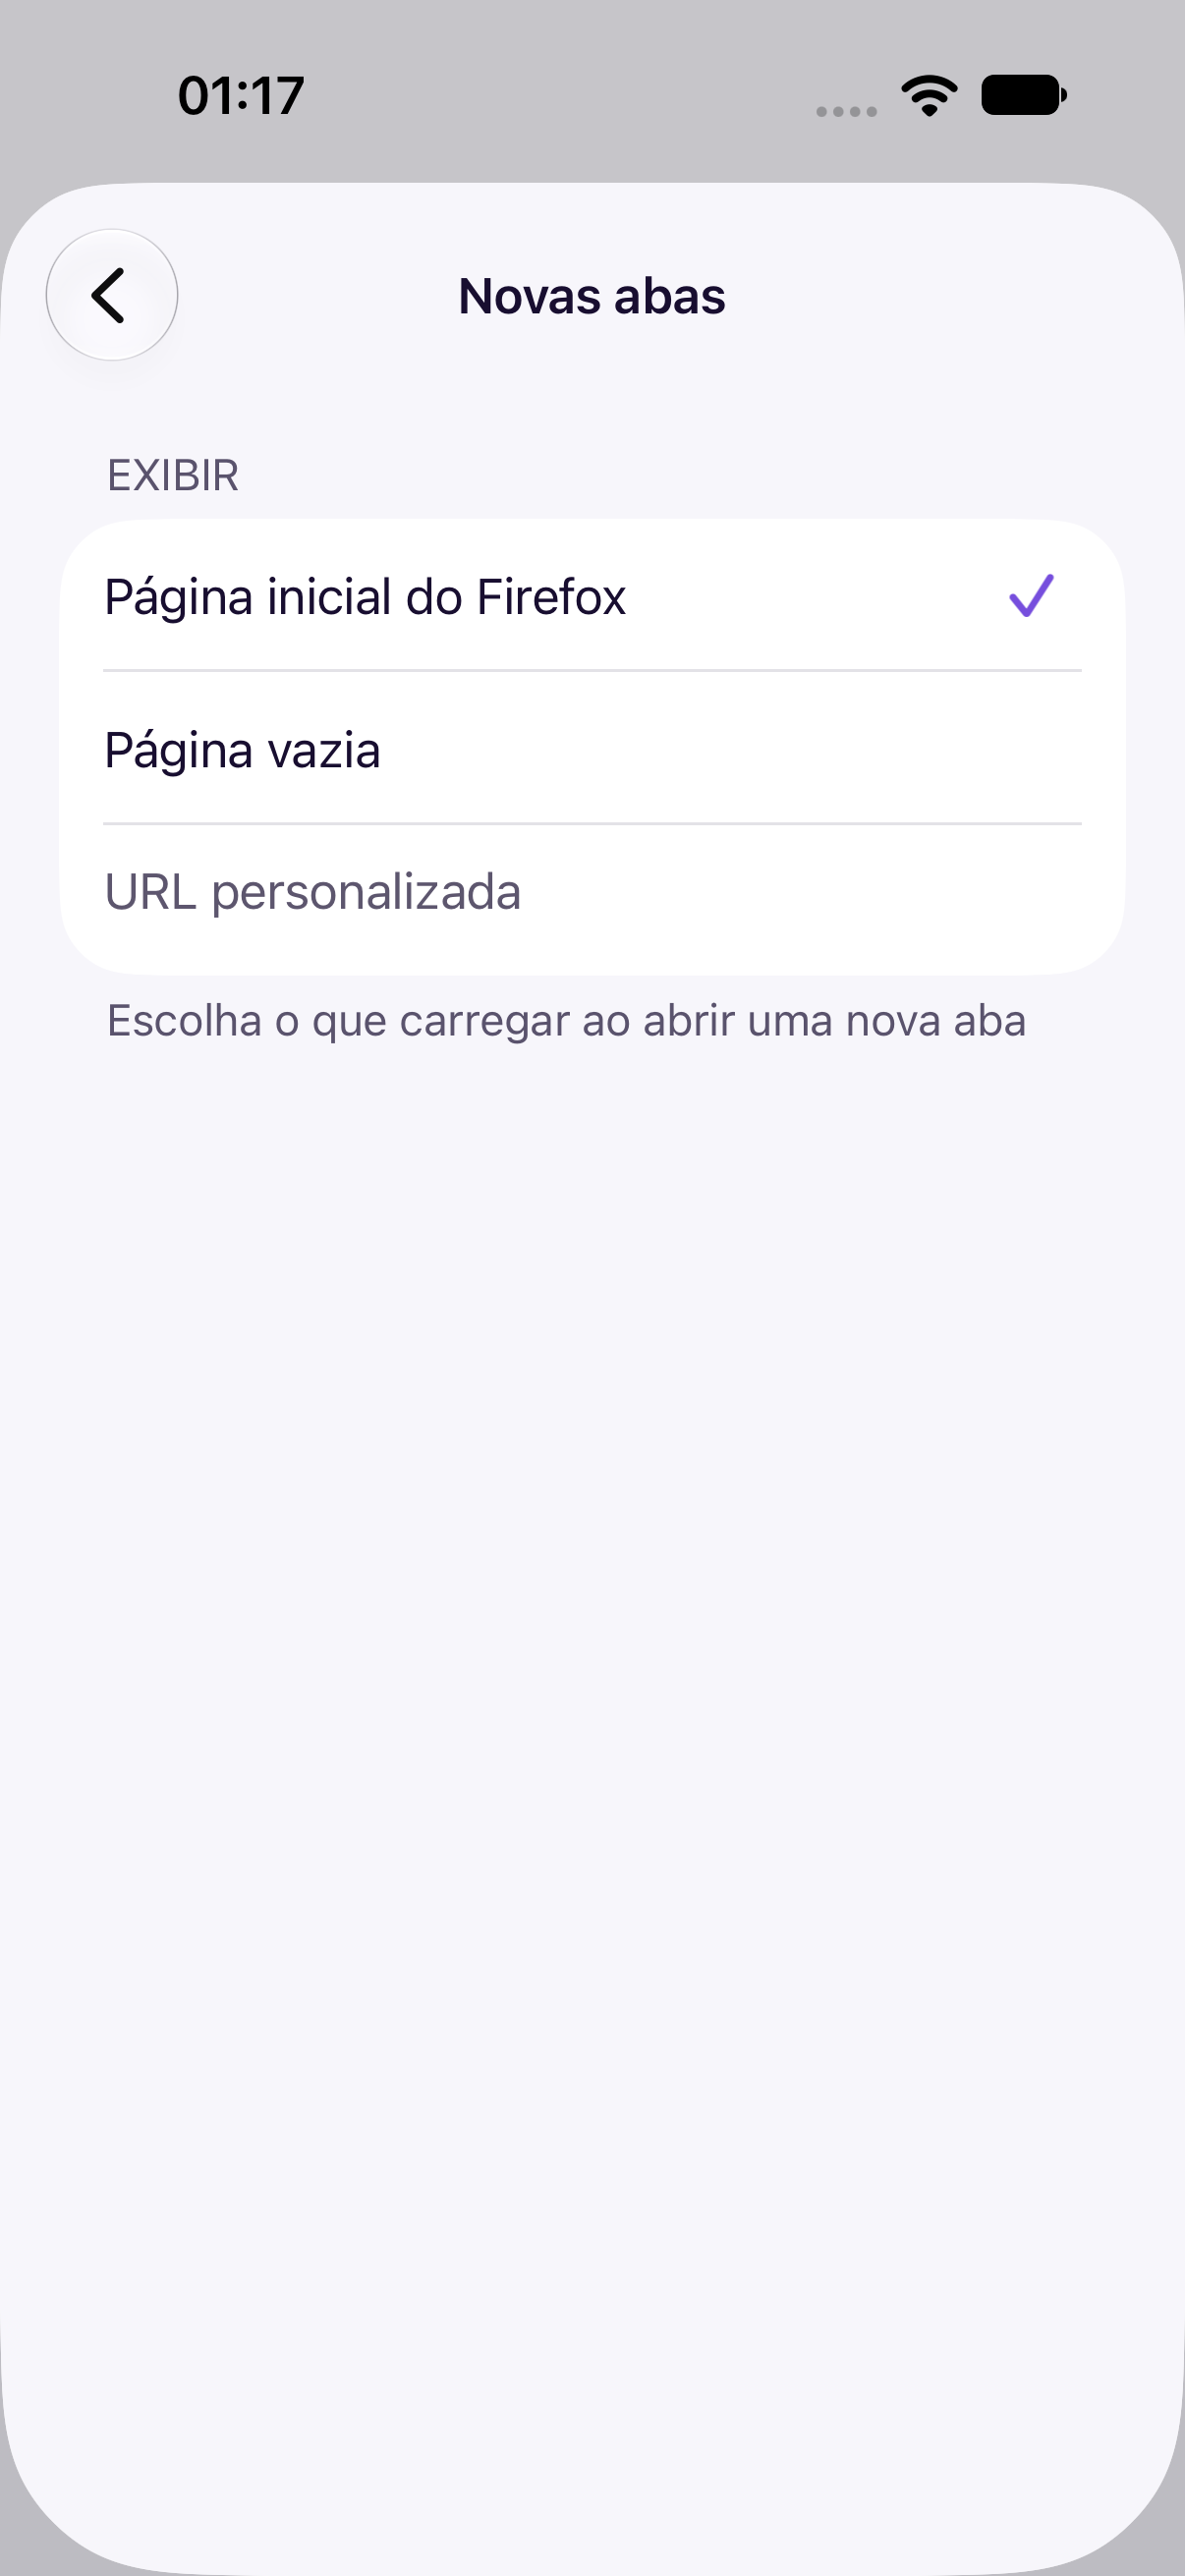 01:17
Novas abas
EXIBIR
Página inicial do Firefox
Página vazia
URL personalizada
Escolha o que carregar ao abrir uma nova aba